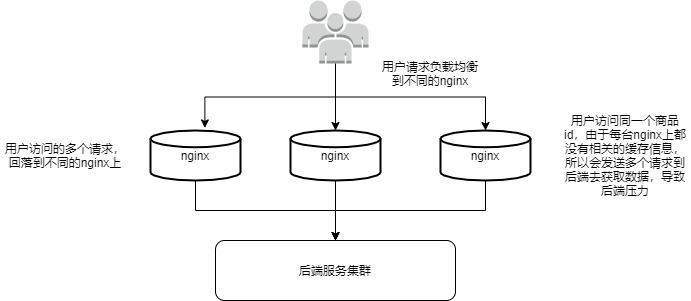 用户请求负载均衡
到不同的nginx
用户访问的多个请求，
回落到不同的nginx上
nginx
nginx
nginx
用户访问同一个商品
id，由于每台nginx上都
没有相关的缓存信息，
所以会发送多个请求到
后端去获取数据，导致
后端压力
后端服务集群